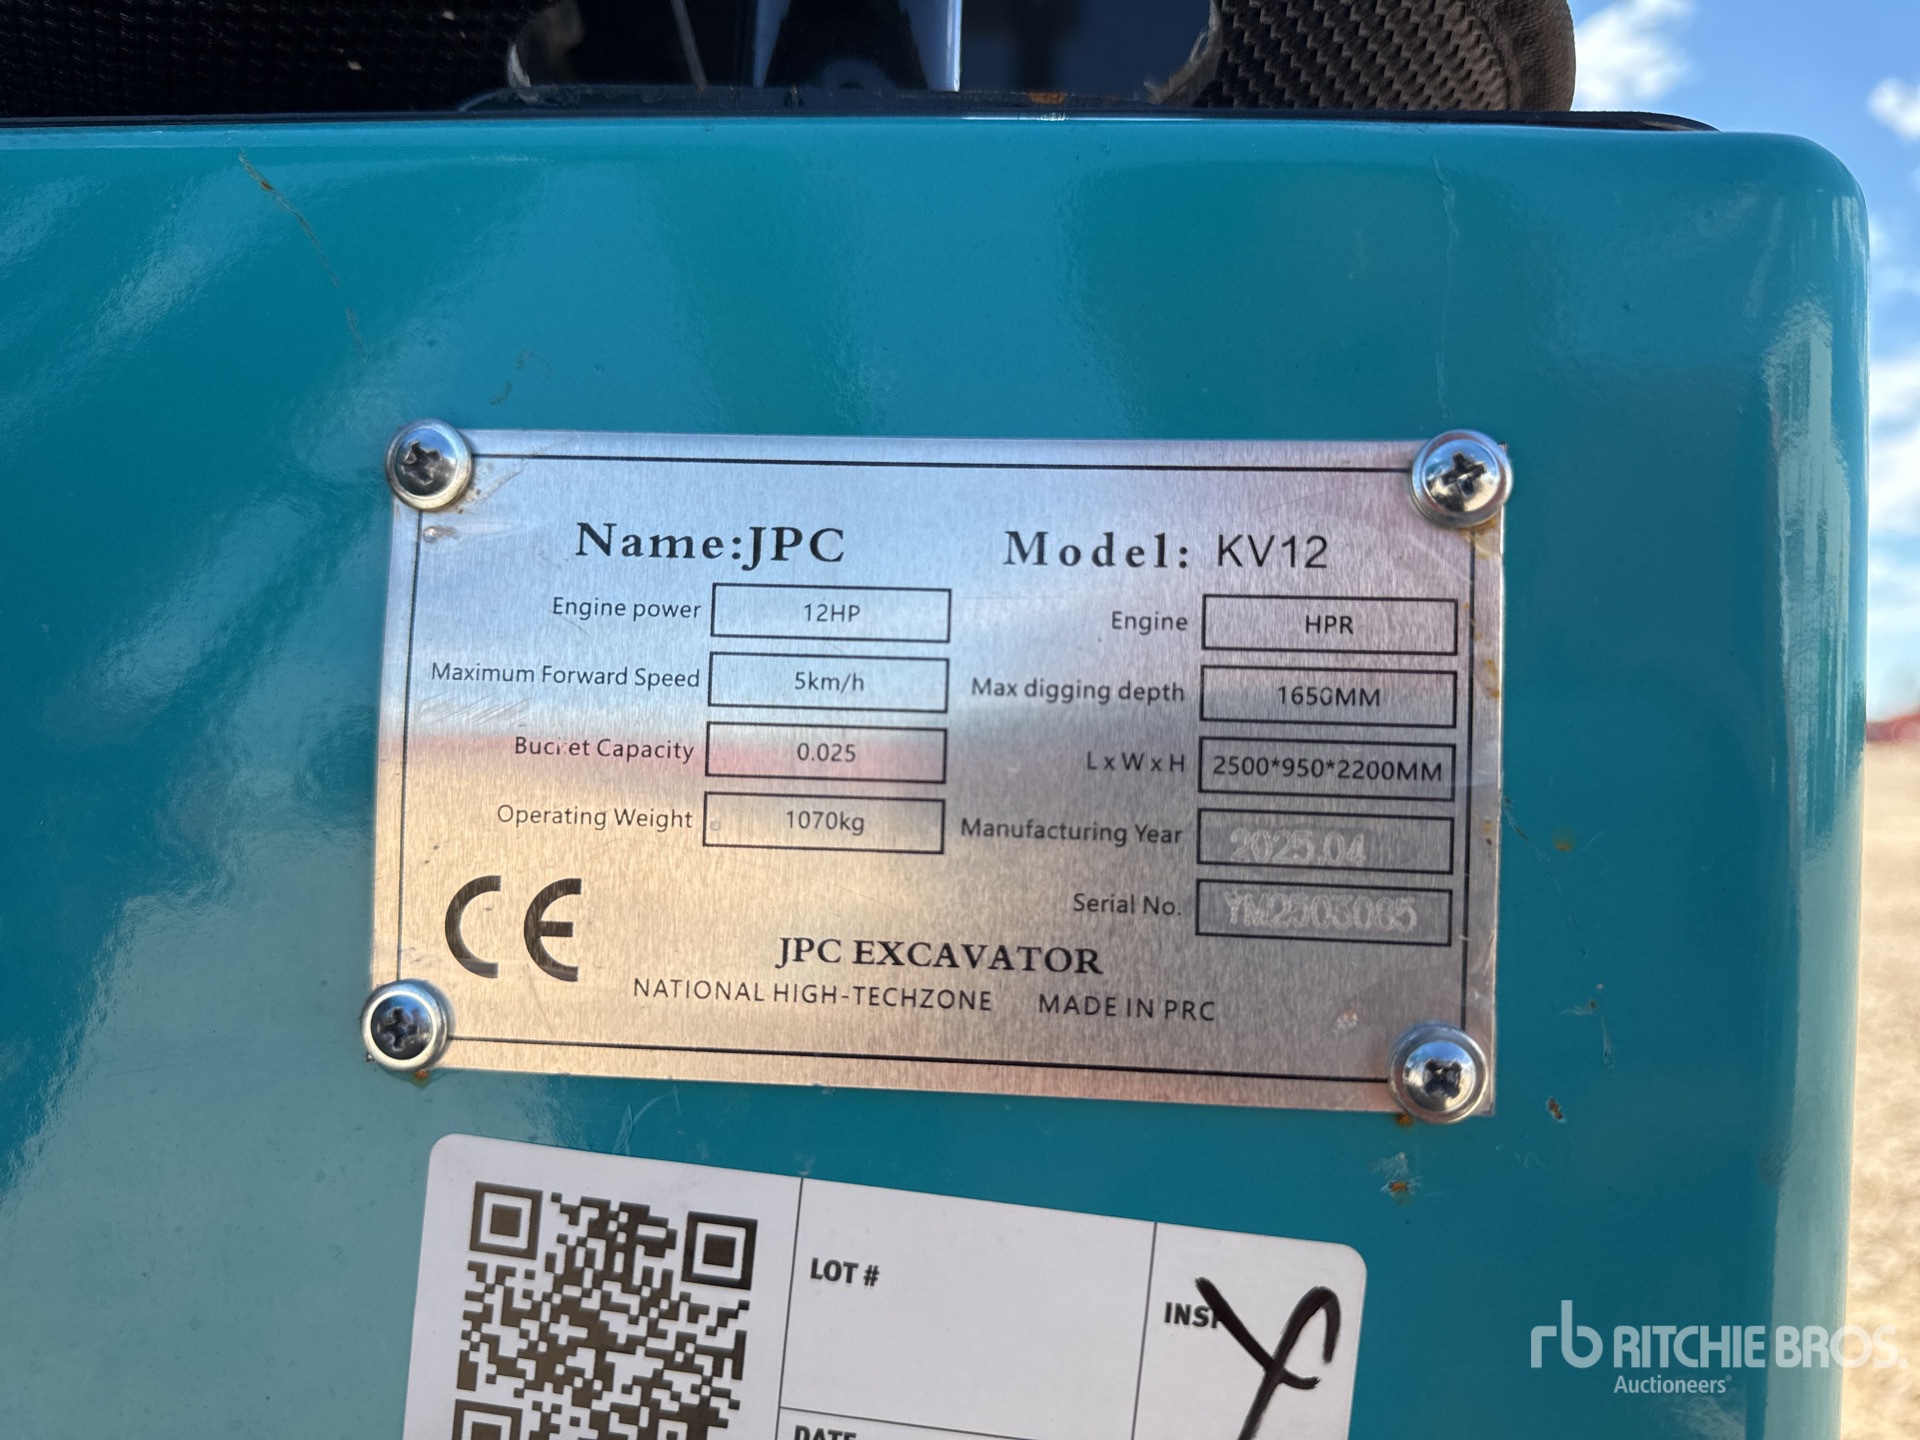 Name:JPC Model: KV12
Engine power 12HP Engine HPR
Maximum Forward Speed 5km/h Max digging depth 1650MM
Bucket Capacity 0.025 L x W x H 2500*950*2200MM
Operating Weight 1070kg Manufacturing Year 2025.04
Serial No.
CE
JPC EXCAVATOR
NATIONAL HIGH-TECHZONE MADE IN PRC
LOT #
DATE
rb RITCHIE BROS.
Auctioneers